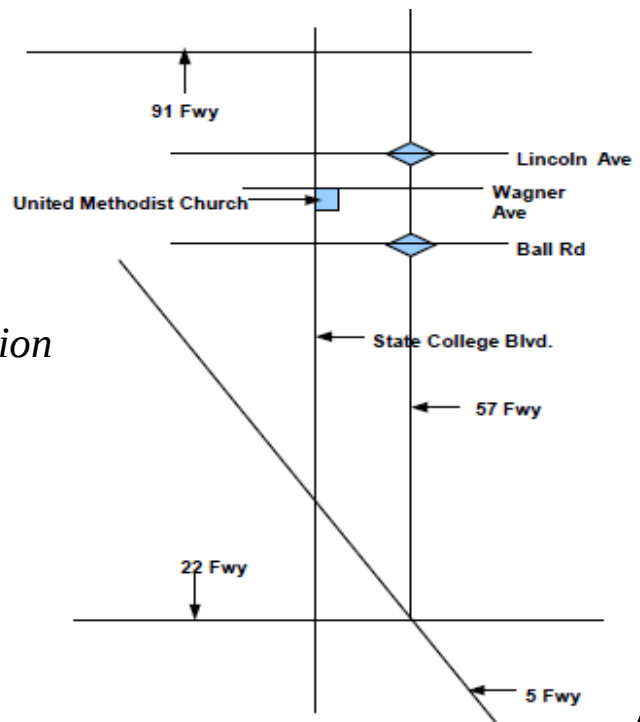 91 Fwy
Lincoln Ave
United Methodist Church
Wagner
Ave
Ball Rd
State College Blvd.
57 Fwy
22 Fwy
5 Fwy